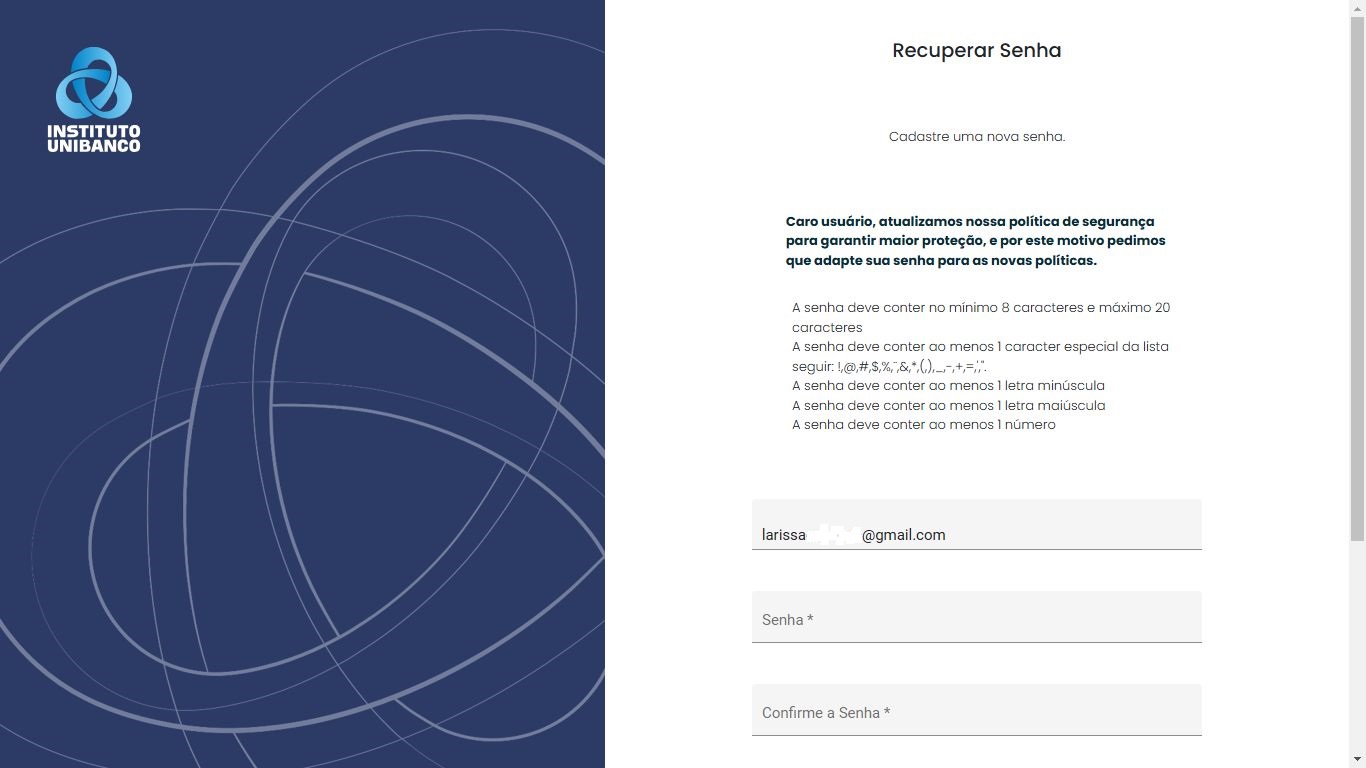 INSTITUTO
UNIBANCO
Recuperar Senha
Cadastre uma nova senha.
Caro usuário, atualizamos nossa política de segurança
para garantir maior proteção, e por este motivo pedimos
que adapte sua senha para as novas políticas.
A senha deve conter no mínimo 8 caracteres e máximo 20
caracteres
A senha deve conter ao menos 1 caracter especial da lista
seguir: !,@,#,$,%,¨,&,*,(,),_,-,+,=,',".
A senha deve conter ao menos 1 letra minúscula
A senha deve conter ao menos 1 letra maiúscula
A senha deve conter ao menos 1 número
larissa @gmail.com
Senha *
Confirme a Senha *